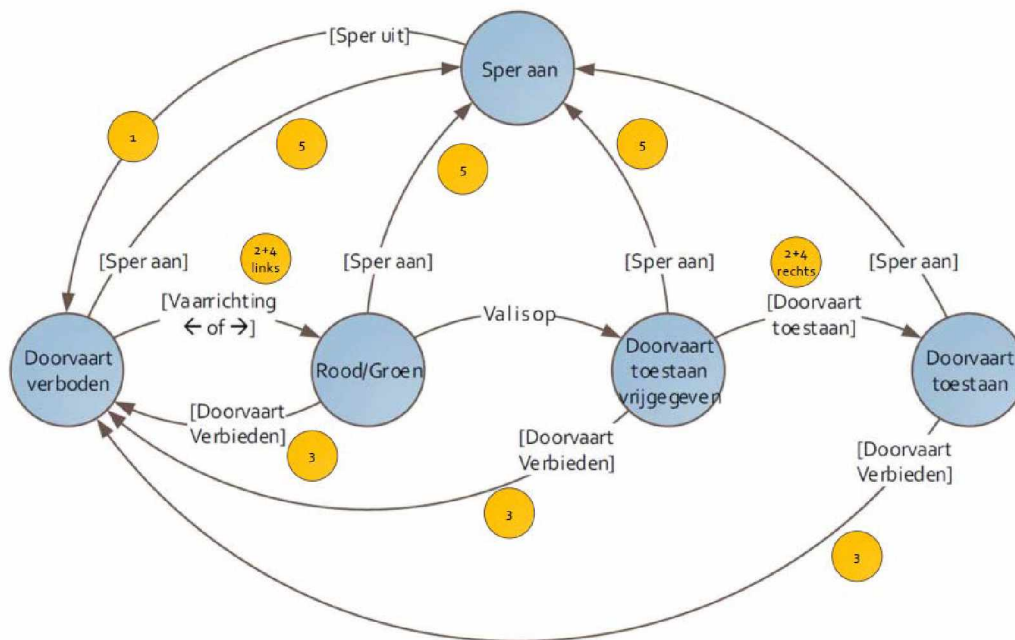 [Sper uit]
Sper aan
1
5
5
5
2+4
links
2+4
rechts
[Sper aan]
[Sper aan]
[Sper aan]
[Sper aan]
[Vaarrichting
← of →]
Val is op
[Doorvaart
toestaan]
Doorvaart
verboden
Rood/Groen
Doorvaart
toestaan
vrijgegeven
Doorvaart
toestaan
[Doorvaart
Verbieden]
[Doorvaart
Verbieden]
[Doorvaart
Verbieden]
3
3
3